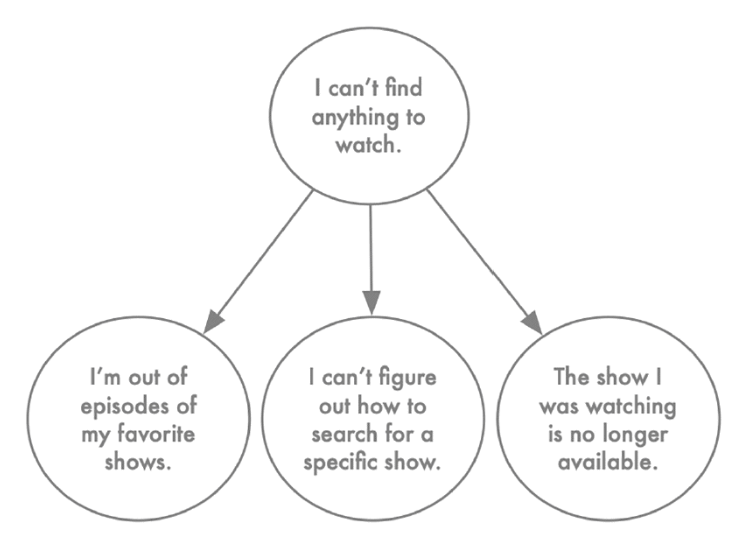 I can’t find
anything to
watch.
I’m out of
episodes of
my favorite
shows.
I can’t figure
out how to
search for a
specific show.
The show I
was watching
is no longer
available.